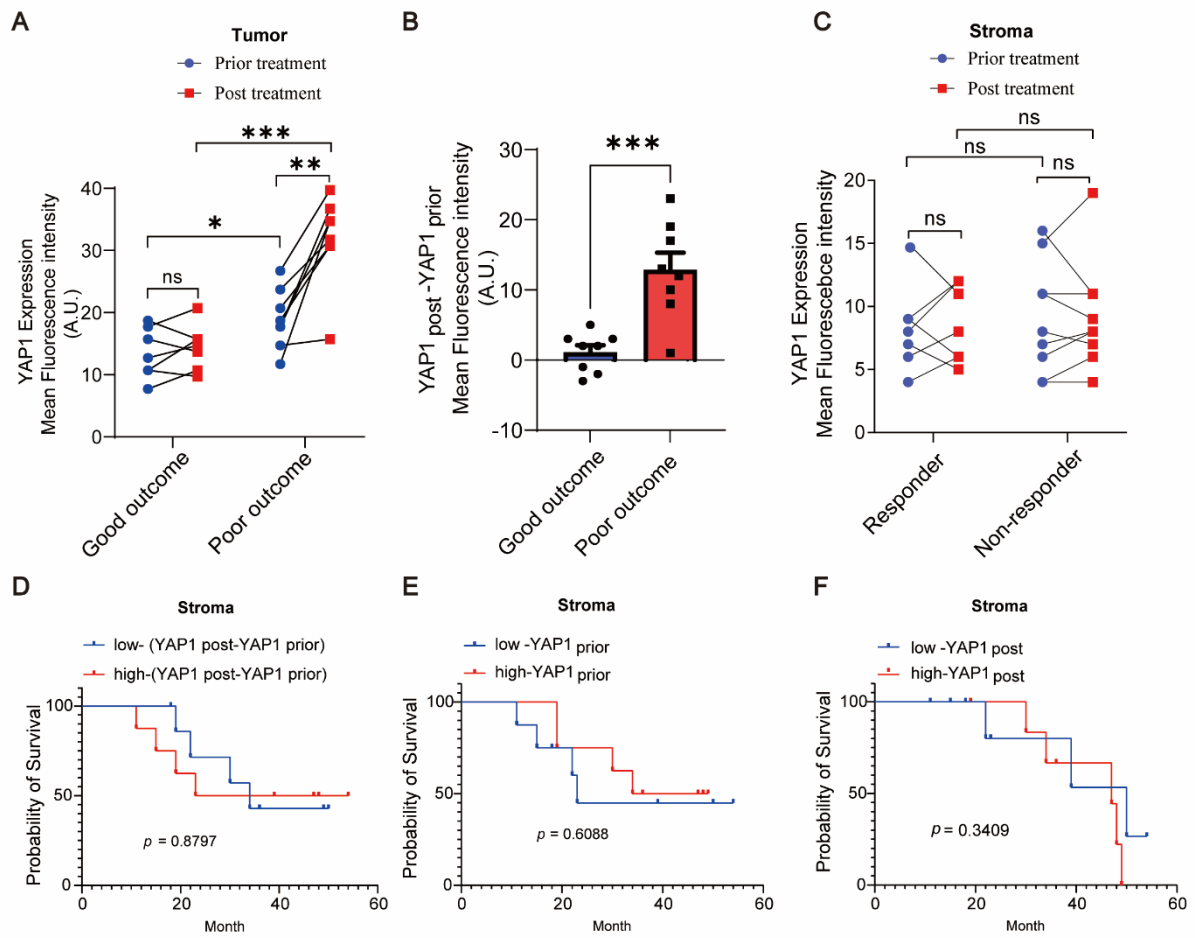 A
Tumor
Prior treatment
Post treatment
***
**
*
ns
YAP1 Expression
Mean Fluorescence intensity
(A.U.)
40
30
20
10
0
Good outcome
Poor outcome
B
***
YAP1 post -YAP1 prior
Mean Fluorescence intensity
(A.U.)
30
20
10
0
-10
Good outcome
Poor outcome
C
Stroma
Prior treatment
Post treatment
ns
ns
ns
ns
YAP1 Expression
Mean Fluorescebce intensity
20
15
10
5
0
Responder
Non-responder
D
Stroma
low- (YAP1 post-YAP1 prior)
high-(YAP1 post-YAP1 prior)
Probability of Survival
100
50
0
p = 0.8797
0 20 40 60
Month
E
Stroma
low -YAP1 prior
high-YAP1 prior
Probability of Survival
100
50
0
p = 0.6088
0 20 40 60
Month
F
Stroma
low -YAP1 post
high-YAP1 post
Probability of Survival
100
50
0
p = 0.3409
0 20 40 60
Month